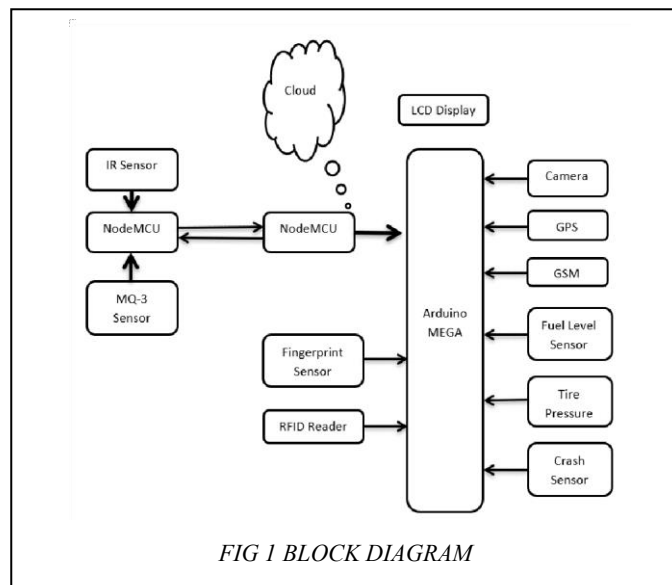 Cloud
LCD Display
IR Sensor
Camera
NodeMCU
NodeMCU
GPS
GSM
MQ-3
Sensor
Arduino
MEGA
Fuel Level
Sensor
Fingerprint
Sensor
Tire
Pressure
RFID Reader
Crash
Sensor
FIG 1 BLOCK DIAGRAM